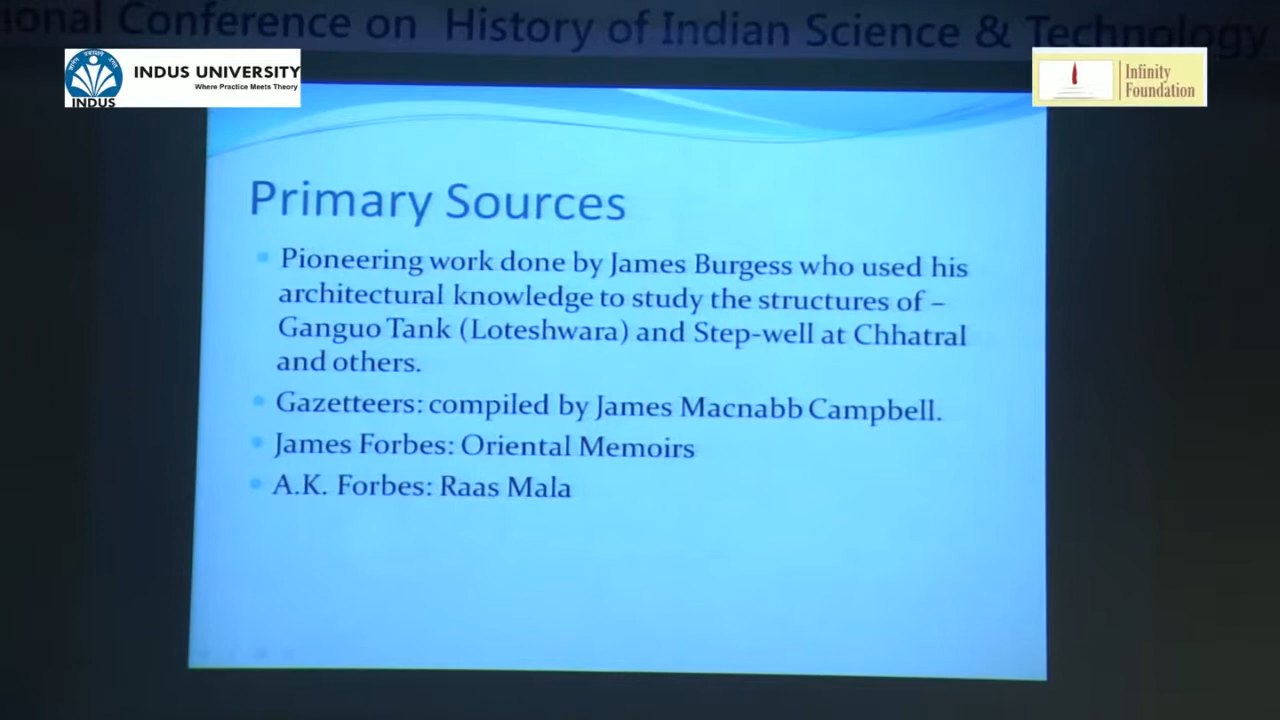 ional Conference on History of Indian Science & Technology
INDUS UNIVERSITY
Where Practice Meets Theory
INDUS
Infinity
Foundation
Primary Sources
Pioneering work done by James Burgess who used his
architectural knowledge to study the structures of –
Ganguo Tank (Loteshwara) and Step-well at Chhatral
and others.
Gazetteers: compiled by James Macnabb Campbell.
James Forbes: Oriental Memoirs
A.K. Forbes: Raas Mala